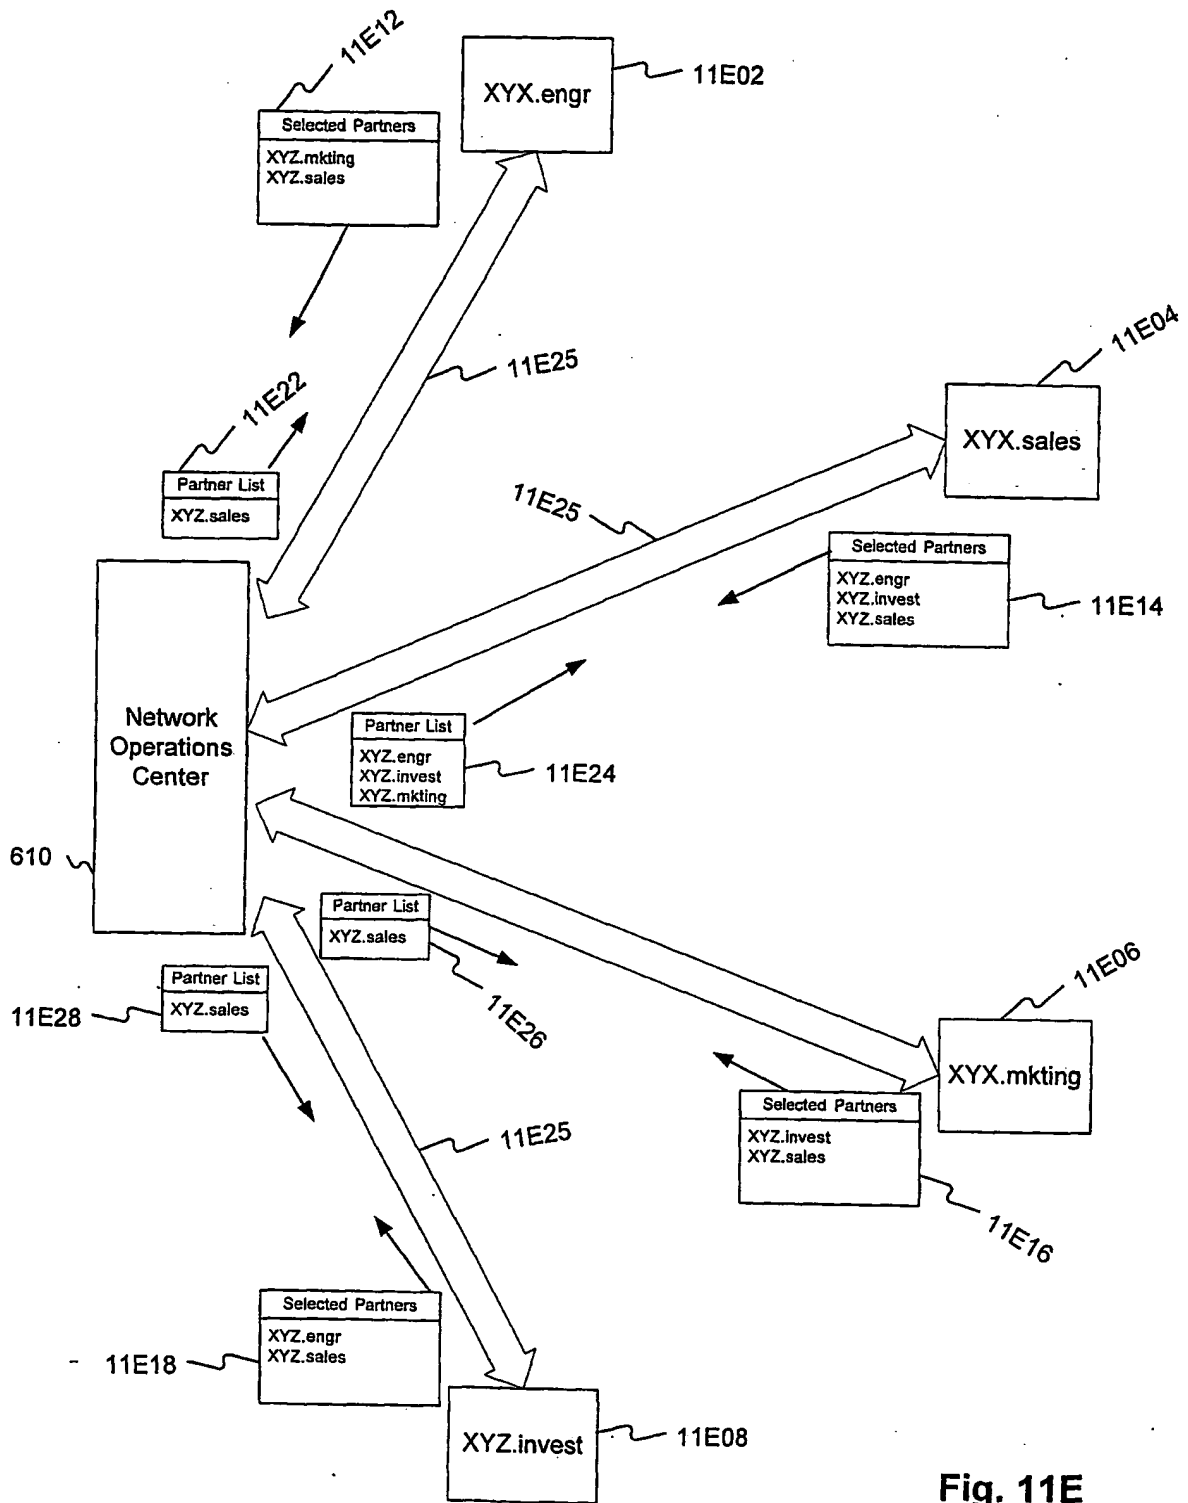 11E12
XYX.engr
11E02
Selected Partners
XYZ.mkting
XYZ.sales
11E25
11E22
Partner List
XYZ.sales
11E04
XYX.sales
11E25
Selected Partners
XYZ.engr
XYZ.invest
XYZ.sales
11E14
Network
Operations
Center
610
Partner List
XYZ.engr
XYZ.invest
XYZ.mkting
11E24
Partner List
XYZ.sales
11E26
Partner List
XYZ.sales
11E28
11E06
XYX.mkting
Selected Partners
XYZ.invest
XYZ.sales
11E16
11E25
Selected Partners
XYZ.engr
XYZ.sales
11E18
XYZ.invest
11E08
Fig. 11E